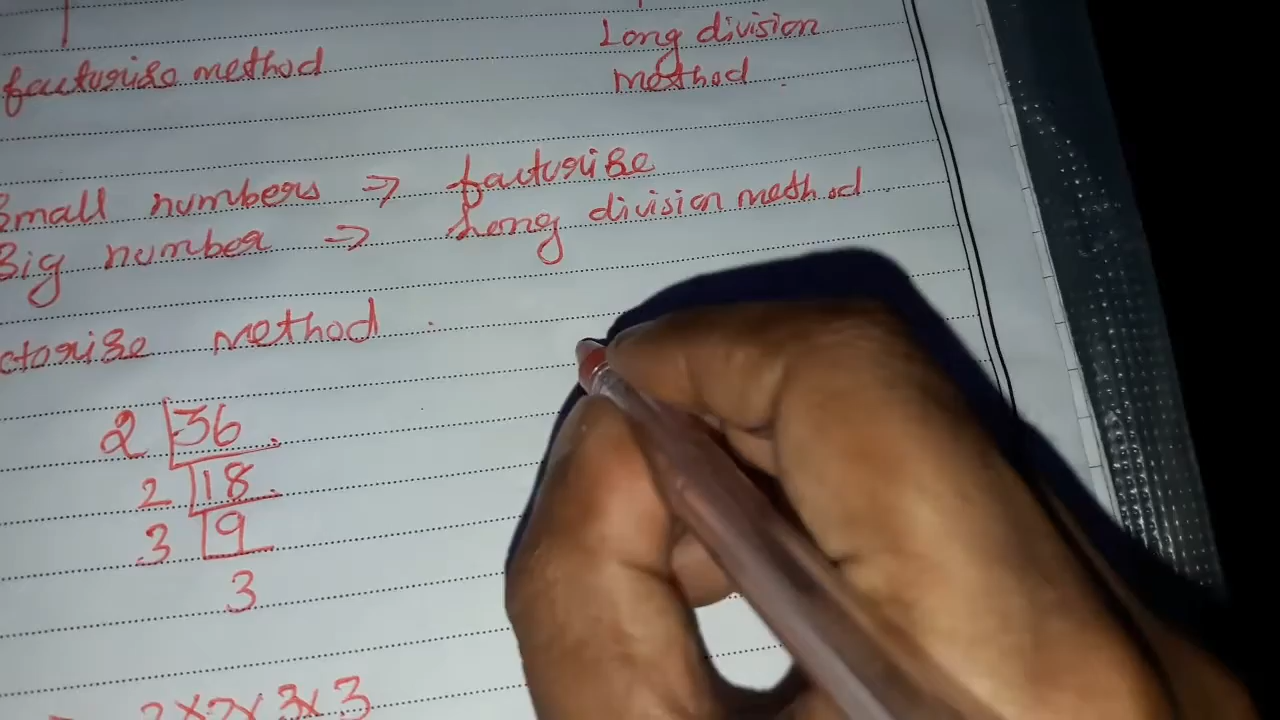 Long division
factorise method
method
Small numbers ⇒ factorise
Big number ⇒ Long division method.
ctorise method.
2 | 36
2 | 18
3 | 9
3
2×2×3×3